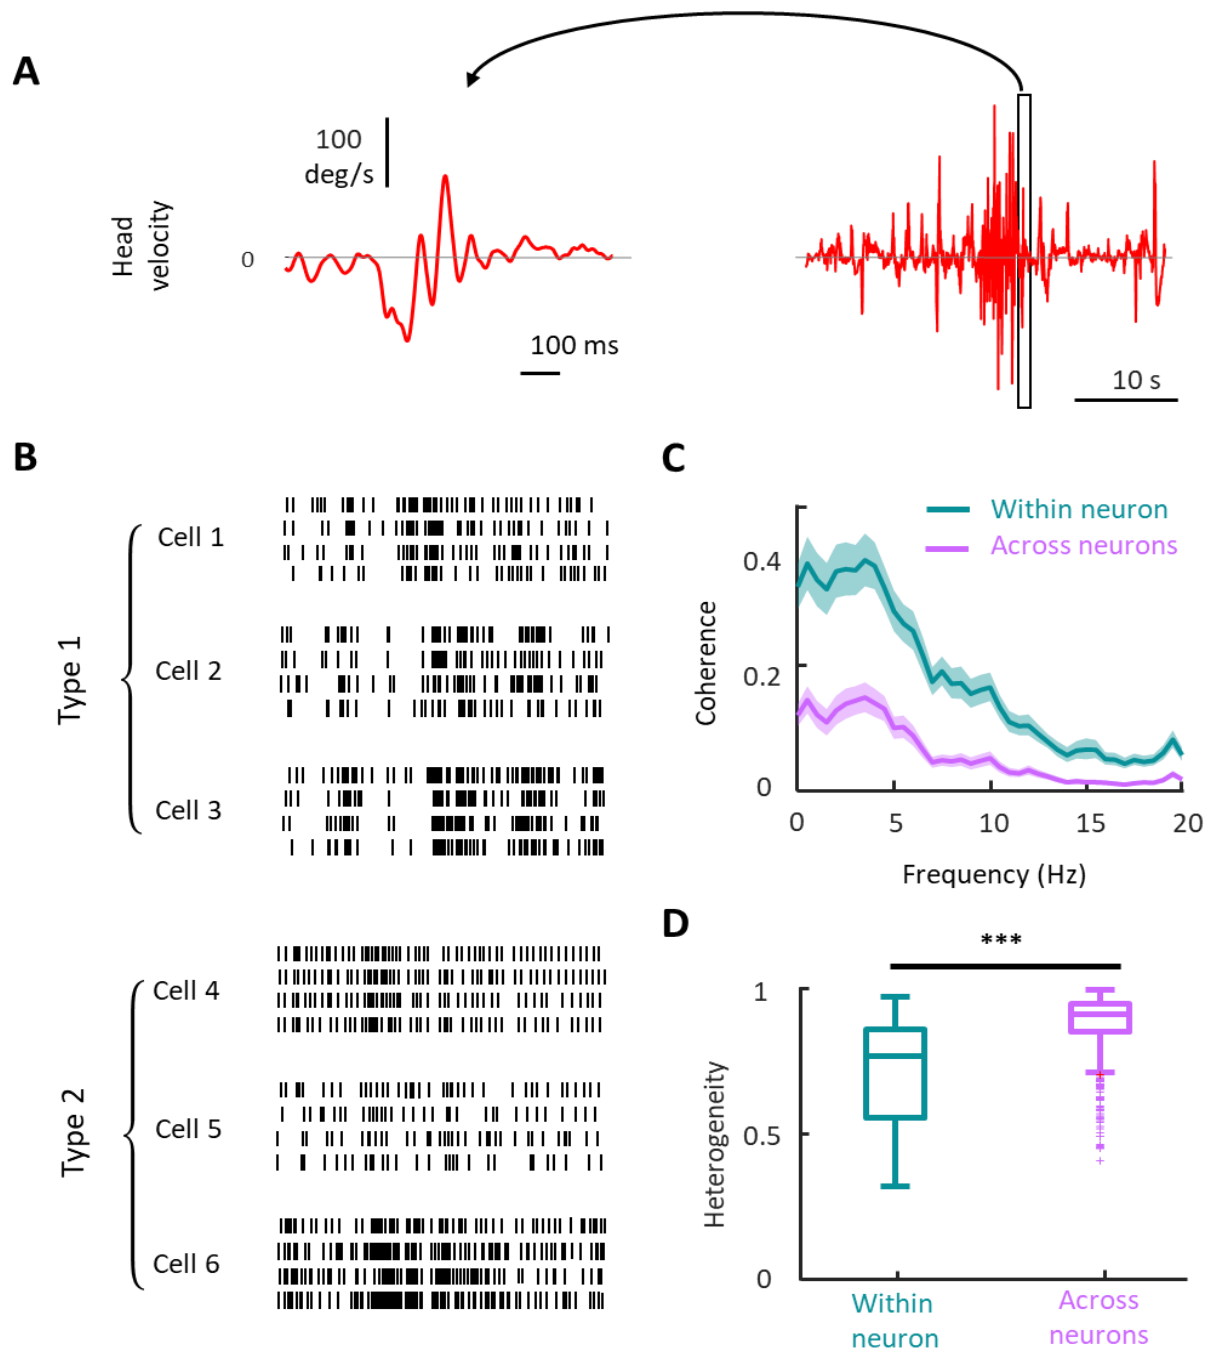 A
100
deg/s
Head
velocity
0
100 ms
10 s
B
Type 1
Cell 1
Cell 2
Cell 3
Type 2
Cell 4
Cell 5
Cell 6
C
Within neuron
Across neurons
Coherence
0.4
0.2
0
0 5 10 15 20
Frequency (Hz)
D
***
Heterogeneity
1
0.5
0
Within
neuron
Across
neurons